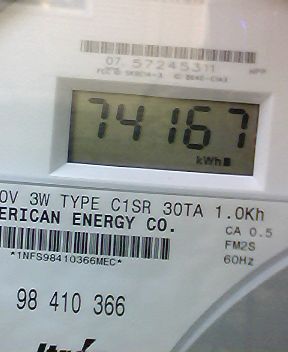 07 57245311
74167
kWh
0V 3W TYPE C1SR 30TA 1.0Kh
ERICAN ENERGY CO.
CA 0.5
FM2S
60Hz
*1NFS98410366MEC*
98 410 366